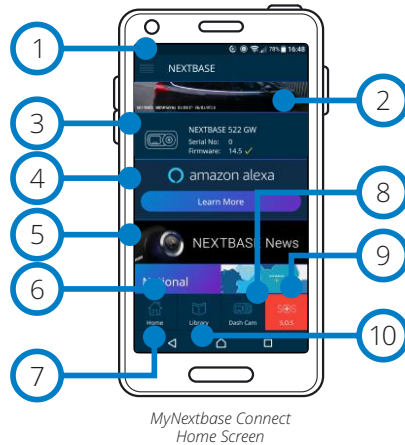 1
78% 16:48
NEXTBASE
2
3
NEXTBASE 522 GW
Serial No: 0
Firmware: 14.5 ✓
4
amazon alexa
Learn More
8
5
NEXTBASE News
9
National
6
SOS
Home
Library
Dash Cam
S.O.S
10
7
MyNextbase Connect
Home Screen